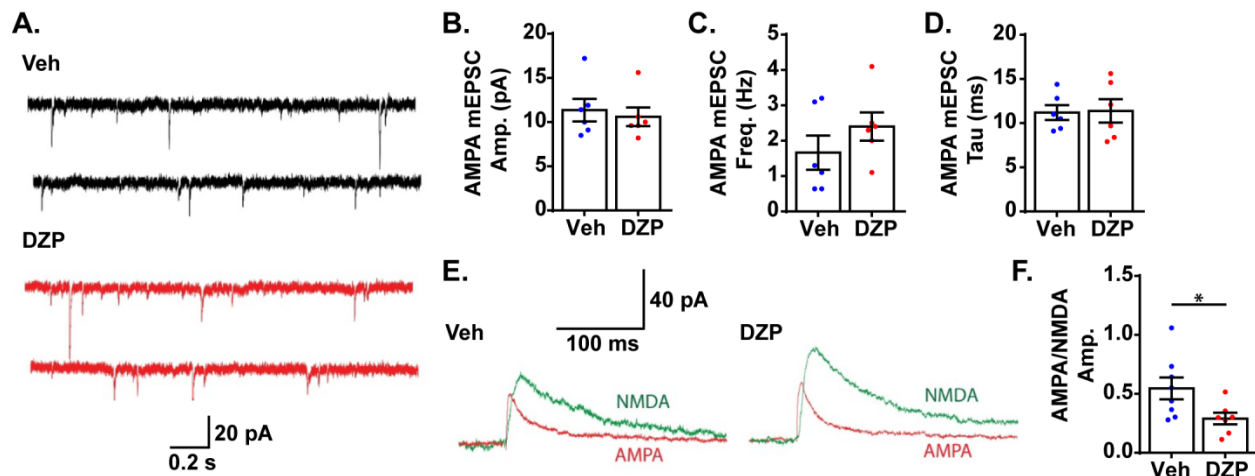 A.
Veh
DZP
20 pA
0.2 s
B.
AMPA mEPSC
Amp. (pA)
20
15
10
5
0
Veh DZP
C.
AMPA mEPSC
Freq. (Hz)
5
4
3
2
1
0
Veh DZP
D.
AMPA mEPSC
Tau (ms)
20
15
10
5
0
Veh DZP
E.
40 pA
100 ms
Veh
NMDA
AMPA
DZP
NMDA
AMPA
F.
AMPA/NMDA
Amp.
1.5
1.0
0.5
0.0
*
Veh DZP